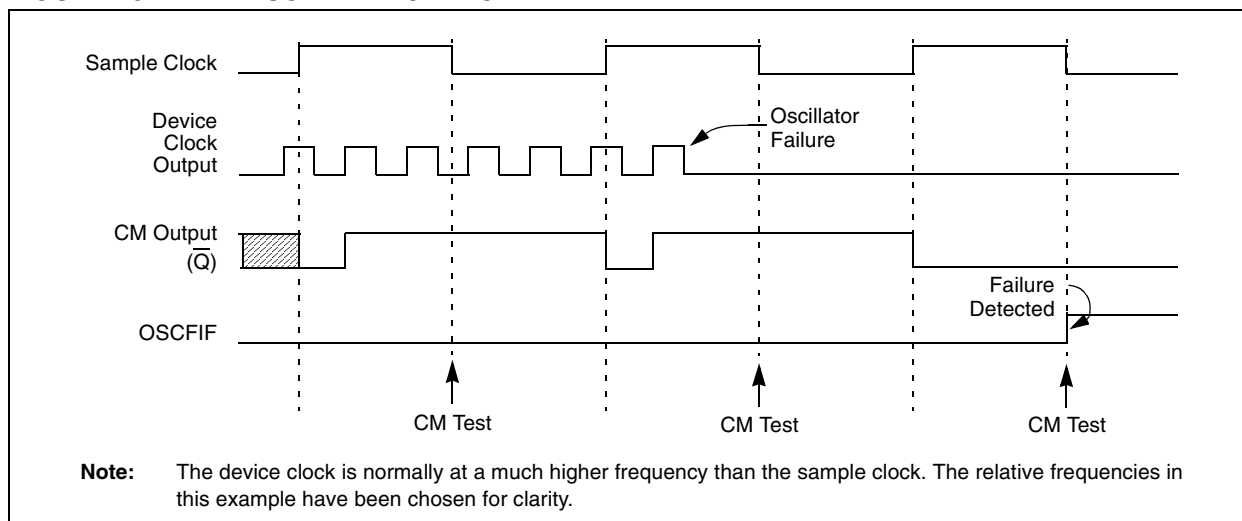 Sample Clock
Device
Clock
Output
Oscillator
Failure
CM Output
(Q)
Failure
Detected
OSCFIF
CM Test
CM Test
CM Test
Note: The device clock is normally at a much higher frequency than the sample clock. The relative frequencies in
this example have been chosen for clarity.